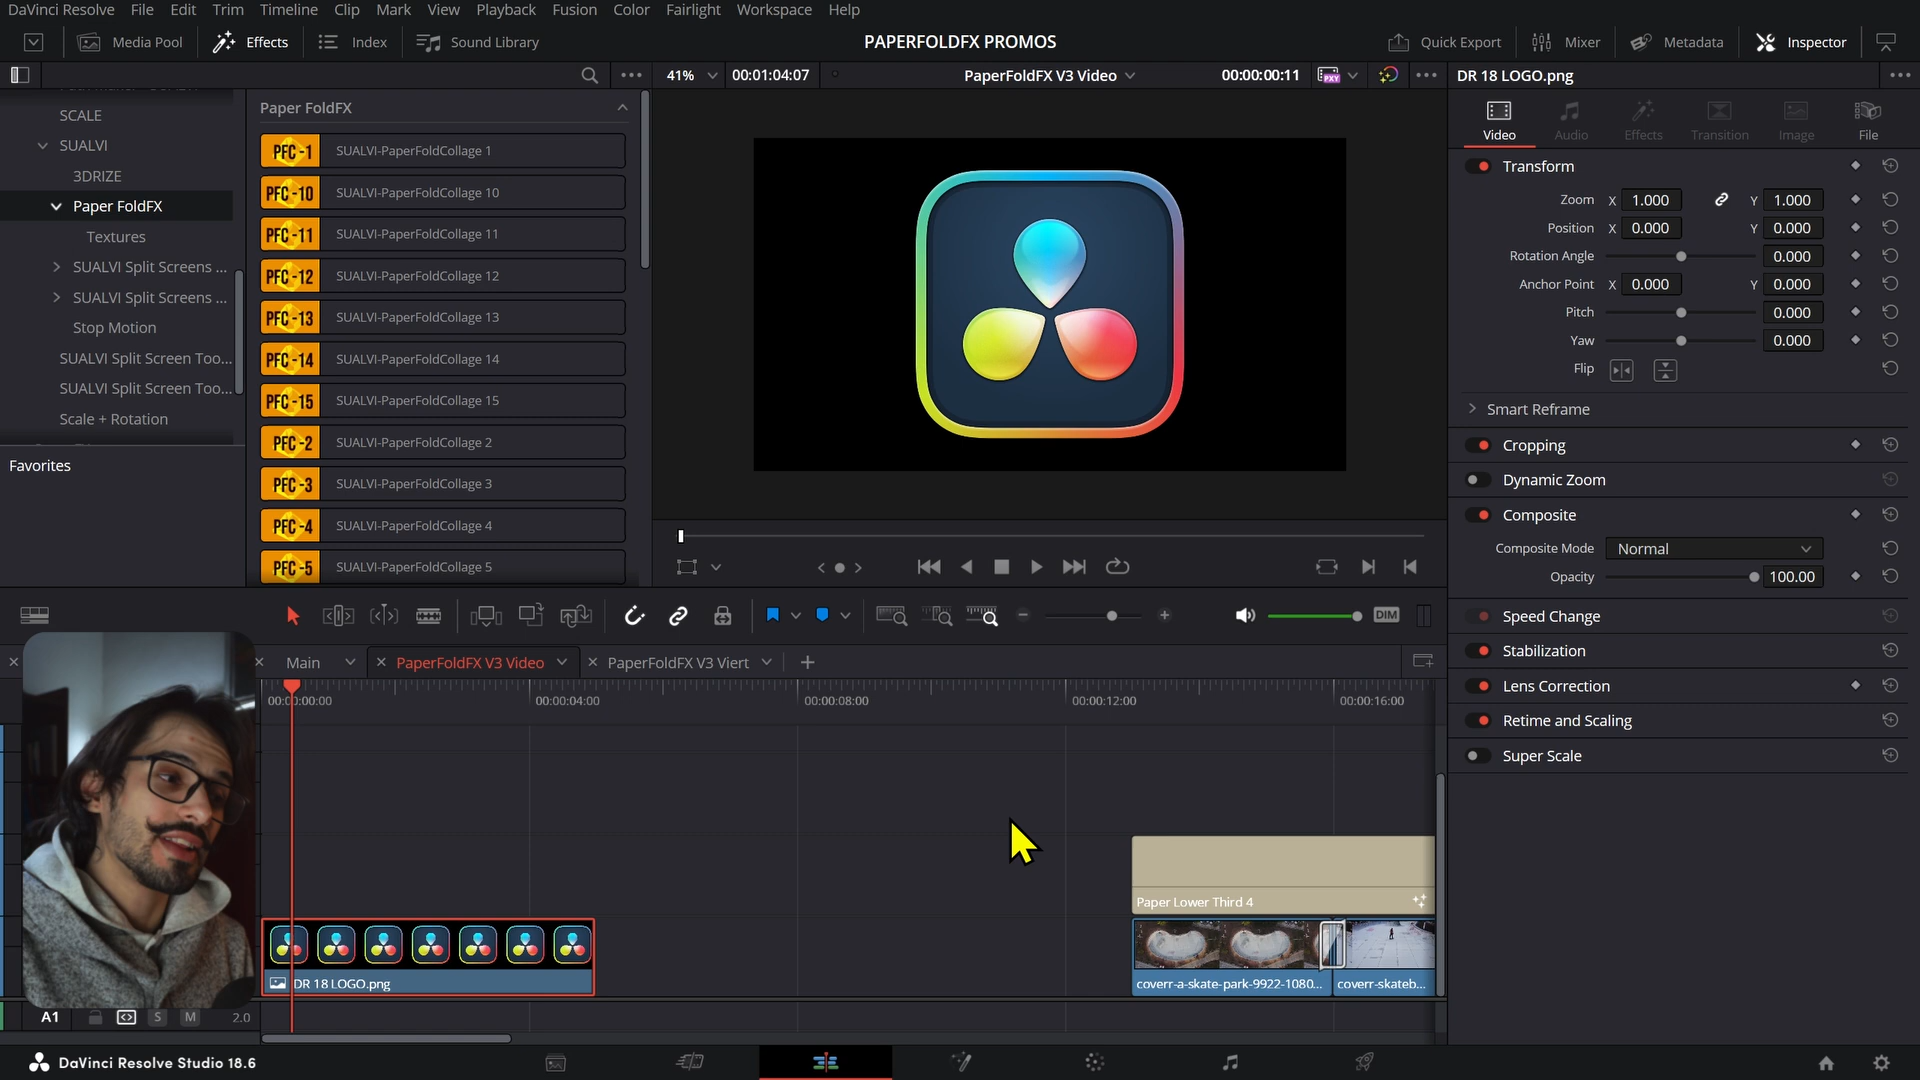 DaVinci Resolve File Edit Trim Timeline Clip Mark View Playback Fusion Color Fairlight Workspace Help
Media Pool Effects Index Sound Library PAPERFOLDFX PROMOS Quick Export Mixer Metadata Inspector
41% 00:01:04:07 PaperFoldFX V3 Video 00:00:00:11 PXY DR 18 LOGO.png
SCALE
SUALVI
3DRIZE
Paper FoldFX
Textures
SUALVI Split Screens ...
SUALVI Split Screens ...
Stop Motion
SUALVI Split Screen Too...
SUALVI Split Screen Too...
Scale + Rotation
Favorites
Paper FoldFX
PFC-1 SUALVI-PaperFoldCollage 1
PFC-10 SUALVI-PaperFoldCollage 10
PFC-11 SUALVI-PaperFoldCollage 11
PFC-12 SUALVI-PaperFoldCollage 12
PFC-13 SUALVI-PaperFoldCollage 13
PFC-14 SUALVI-PaperFoldCollage 14
PFC-15 SUALVI-PaperFoldCollage 15
PFC-2 SUALVI-PaperFoldCollage 2
PFC-3 SUALVI-PaperFoldCollage 3
PFC-4 SUALVI-PaperFoldCollage 4
PFC-5 SUALVI-PaperFoldCollage 5
Video Audio Effects Transition Image File
Transform
Zoom X 1.000 Y 1.000
Position X 0.000 Y 0.000
Rotation Angle 0.000
Anchor Point X 0.000 Y 0.000
Pitch 0.000
Yaw 0.000
Flip
Smart Reframe
Cropping
Dynamic Zoom
Composite
Composite Mode Normal
Opacity 100.00
Speed Change
Stabilization
Lens Correction
Retime and Scaling
Super Scale
DIM
Main PaperFoldFX V3 Video PaperFoldFX V3 Viert
00:00:00:00 00:00:04:00 00:00:08:00 00:00:12:00 00:00:16:00
Paper Lower Third 4
DR 18 LOGO.png coverr-a-skate-park-9922-1080... coverr-skateb...
A1 S M 2.0
DaVinci Resolve Studio 18.6